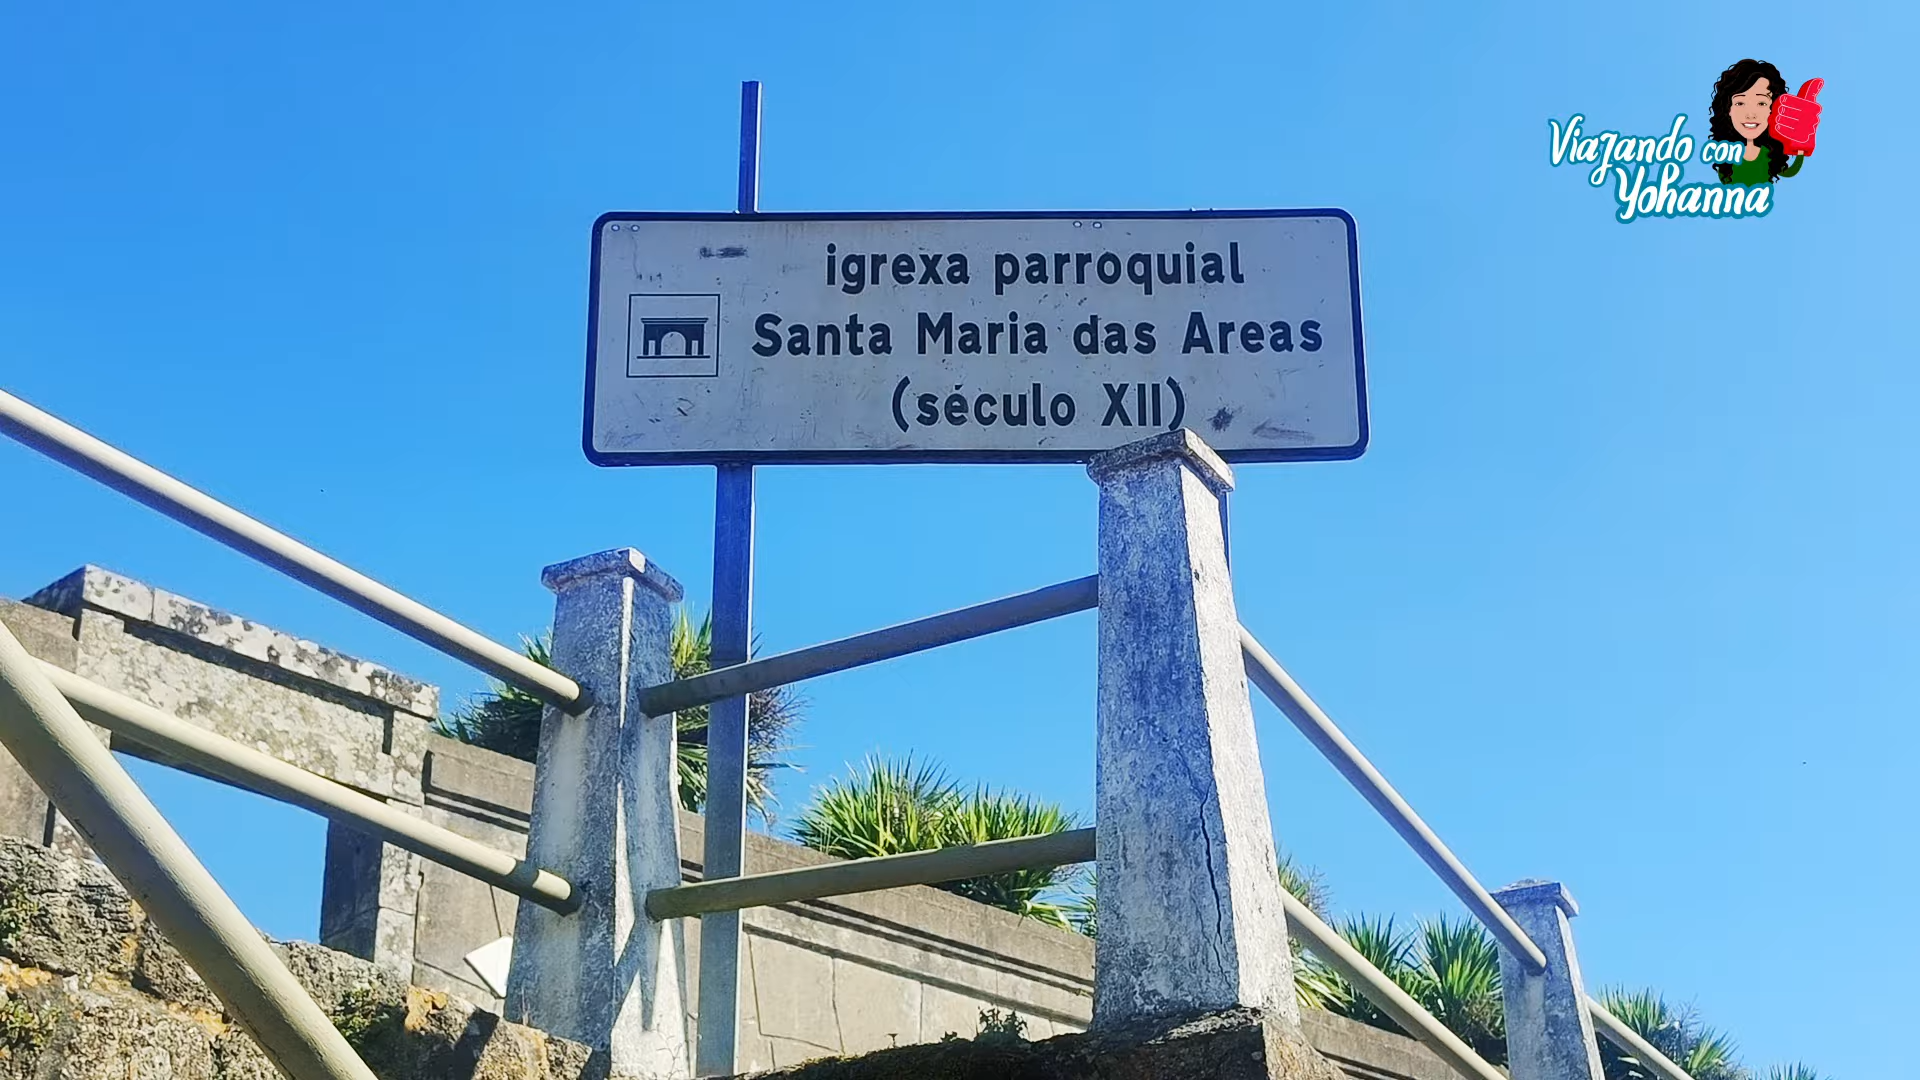 igrexa parroquial
Santa Maria das Areas
(século XII)
Viajando con
Yohanna